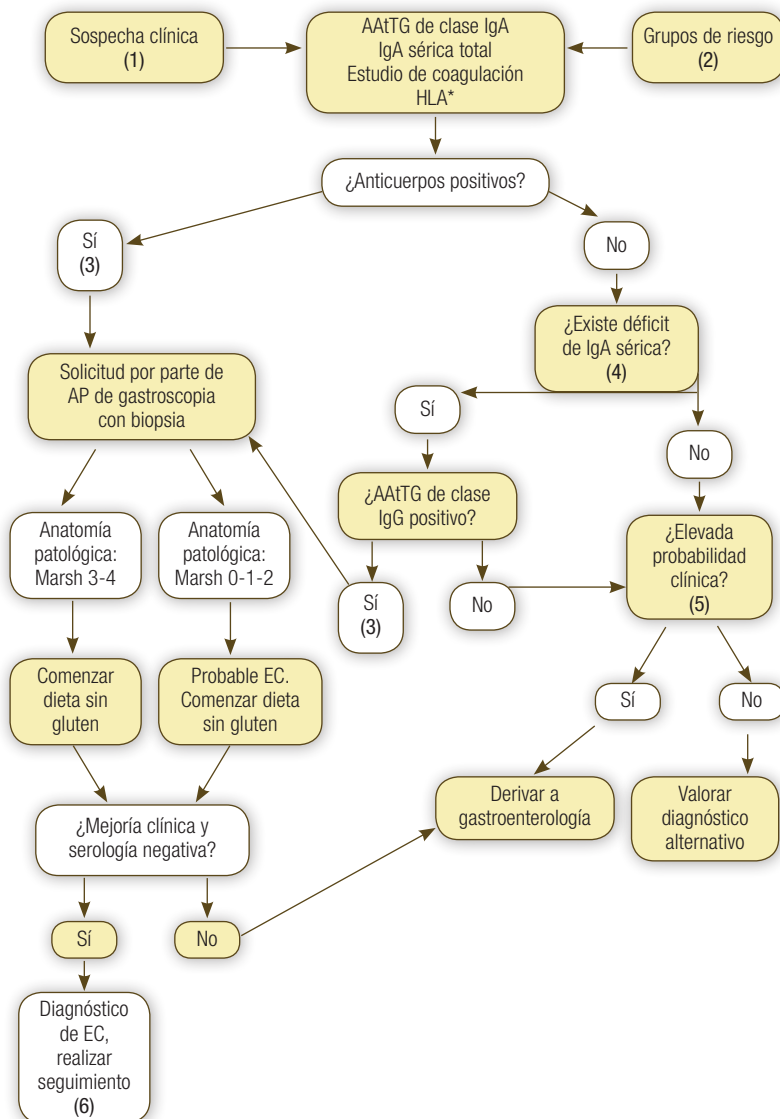 Sospecha clínica
(1)
AAtTG de clase IgA
IgA sérica total
Estudio de coagulación
HLA*
Grupos de riesgo
(2)
¿Anticuerpos positivos?
Sí
(3)
No
¿Existe déficit
de IgA sérica?
(4)
Solicitud por parte de
AP de gastroscopia
con biopsia
Sí
No
¿AAtTG de clase
IgG positivo?
Anatomía
patológica:
Marsh 3-4
Anatomía
patológica:
Marsh 0-1-2
¿Elevada
probabilidad
clínica?
(5)
Sí
(3)
No
Comenzar
dieta sin
gluten
Probable EC.
Comenzar dieta
sin gluten
Sí
No
Derivar a
gastroenterología
Valorar
diagnóstico
alternativo
¿Mejoría clínica y
serología negativa?
Sí
No
Diagnóstico
de EC,
realizar
seguimiento
(6)